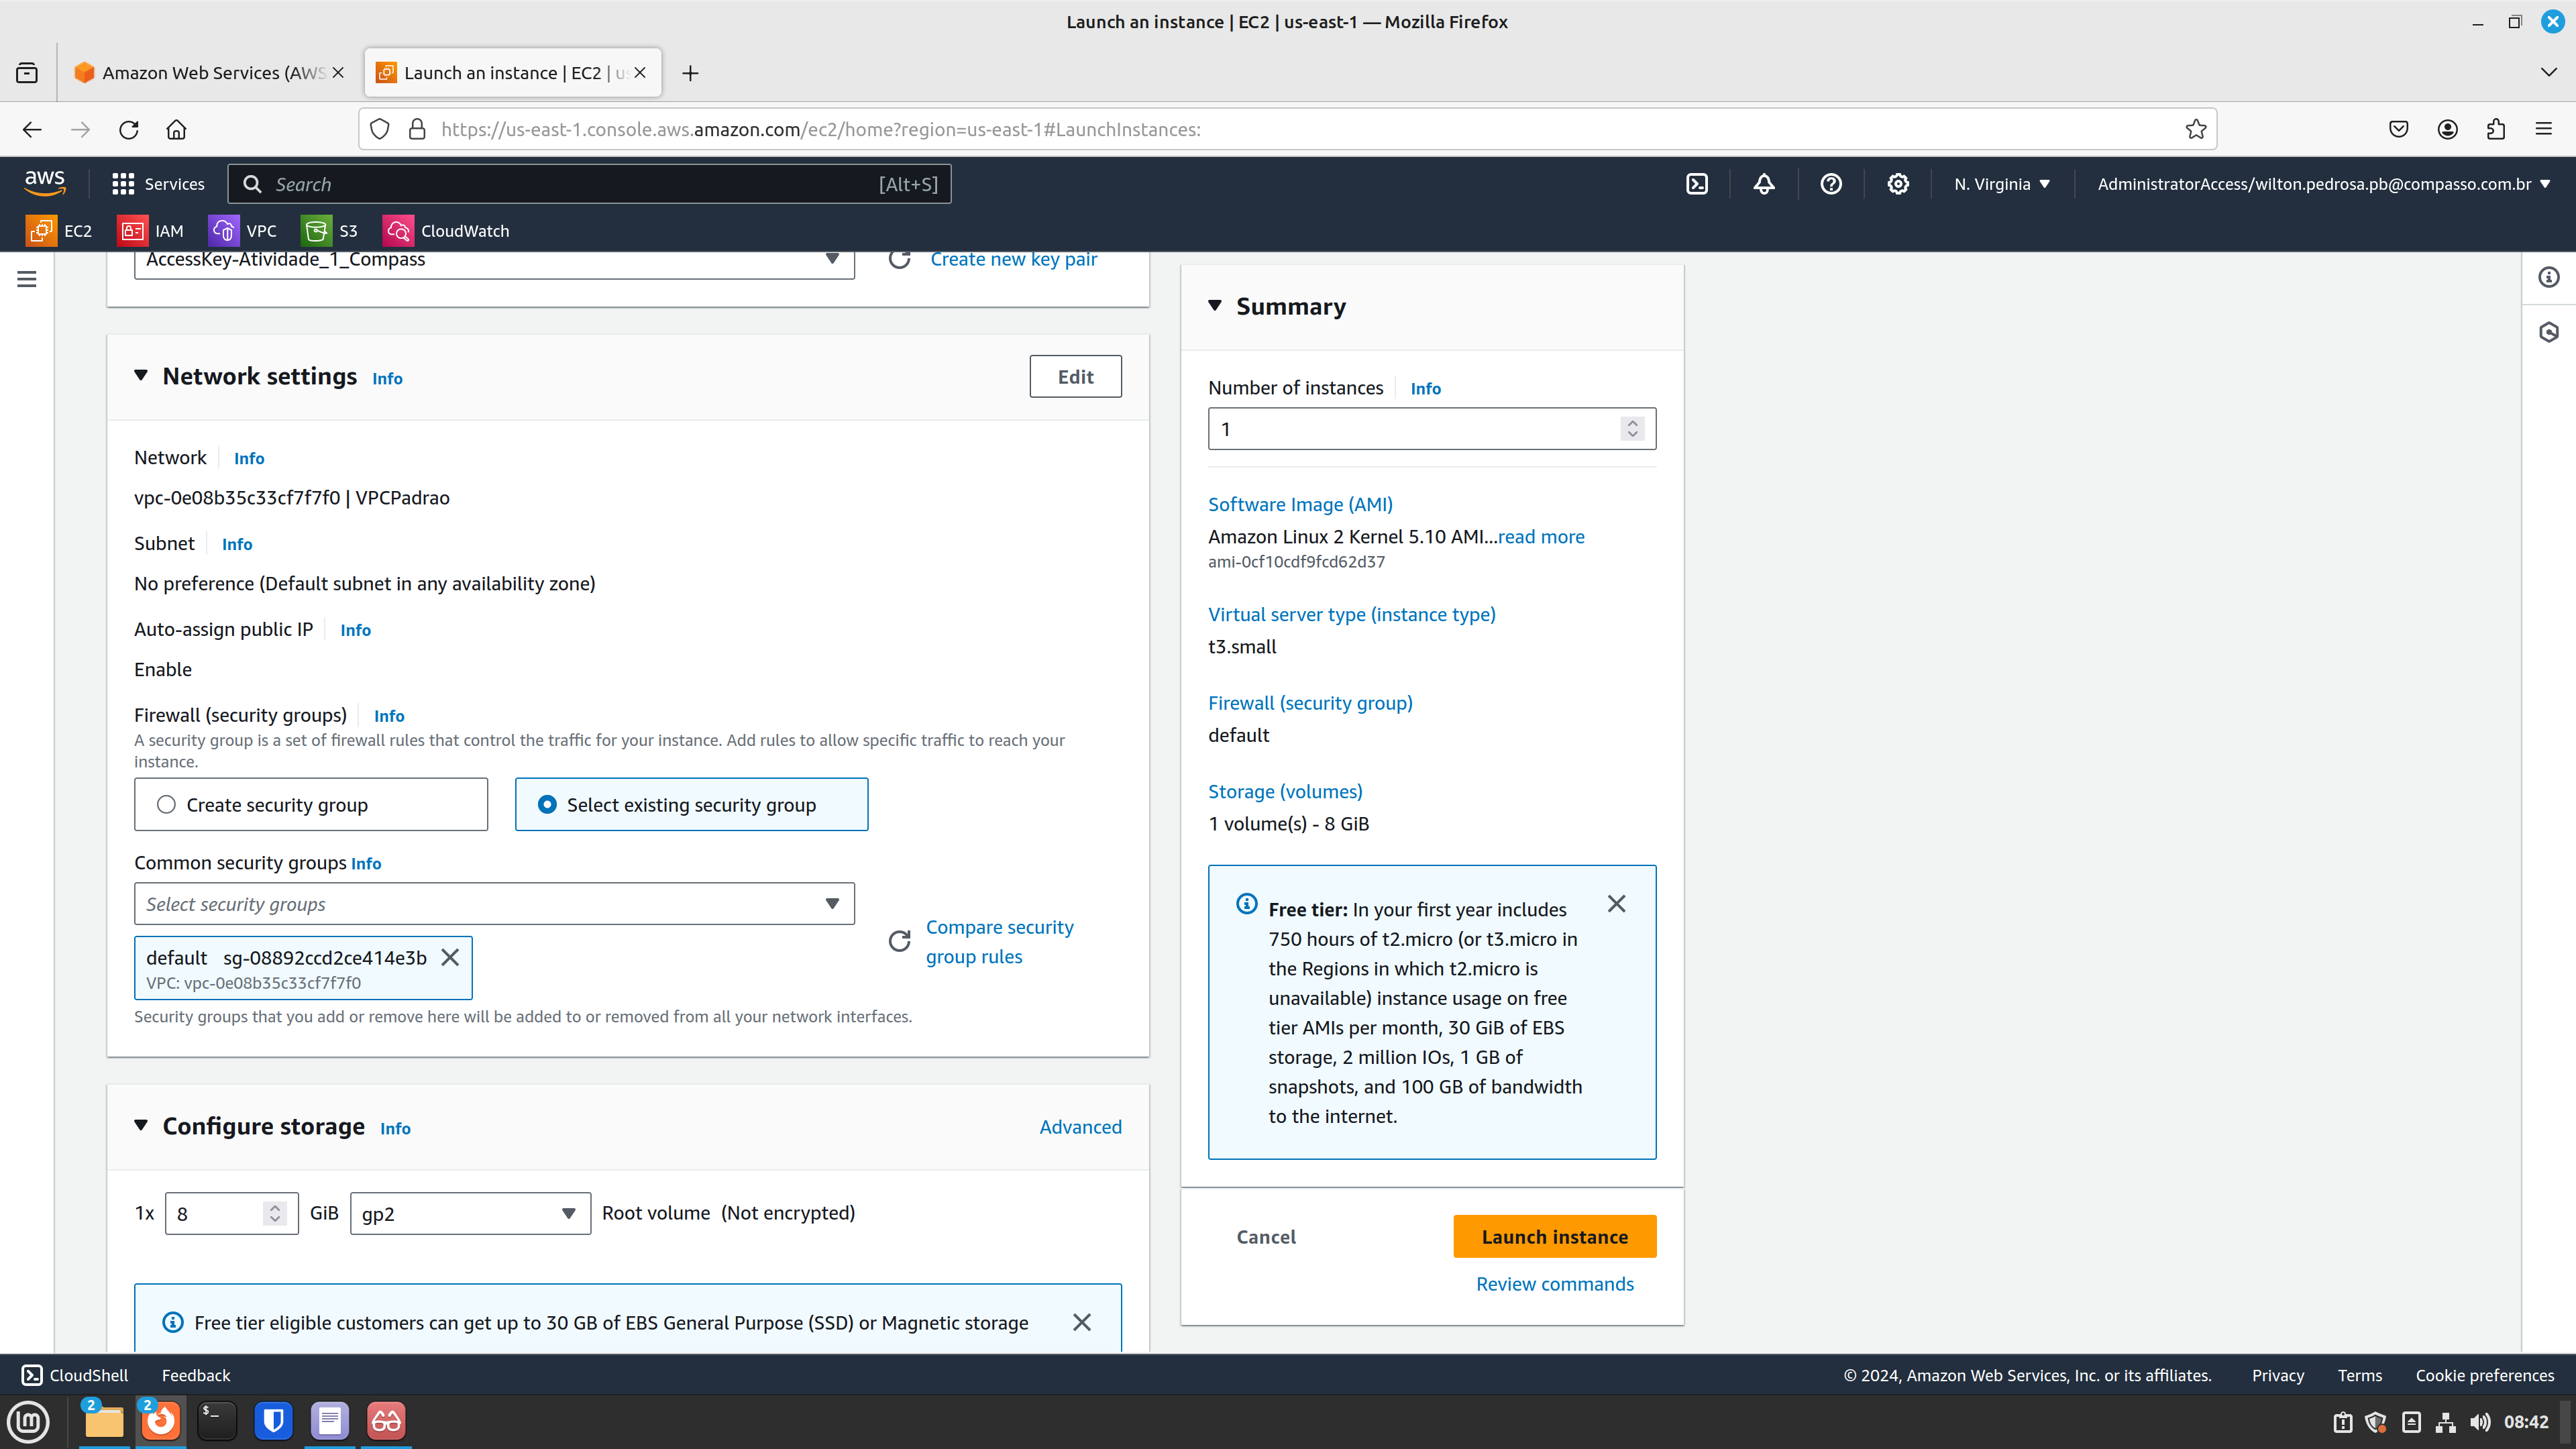 Launch an instance | EC2 | us-east-1 — Mozilla Firefox
Amazon Web Services (AWS
Launch an instance | EC2 | us
https://us-east-1.console.aws.amazon.com/ec2/home?region=us-east-1#LaunchInstances:
aws
Services
Search
[Alt+S]
N. Virginia
AdministratorAccess/wilton.pedrosa.pb@compasso.com.br
EC2
IAM
VPC
S3
CloudWatch
AccessKey-Atividade_1_Compass
Create new key pair
Network settings Info
Edit
Network Info
vpc-0e08b35c33cf7f7f0 | VPCPadrao
Subnet Info
No preference (Default subnet in any availability zone)
Auto-assign public IP Info
Enable
Firewall (security groups) Info
A security group is a set of firewall rules that control the traffic for your instance. Add rules to allow specific traffic to reach your
instance.
Create security group
Select existing security group
Common security groups Info
Select security groups
default sg-08892ccd2ce414e3b
VPC: vpc-0e08b35c33cf7f7f0
Compare security
group rules
Security groups that you add or remove here will be added to or removed from all your network interfaces.
Configure storage Info
Advanced
1x 8 GiB gp2 Root volume (Not encrypted)
Free tier eligible customers can get up to 30 GB of EBS General Purpose (SSD) or Magnetic storage
Summary
Number of instances Info
1
Software Image (AMI)
Amazon Linux 2 Kernel 5.10 AMI...read more
ami-0cf10cdf9fcd62d37
Virtual server type (instance type)
t3.small
Firewall (security group)
default
Storage (volumes)
1 volume(s) - 8 GiB
Free tier: In your first year includes
750 hours of t2.micro (or t3.micro in
the Regions in which t2.micro is
unavailable) instance usage on free
tier AMIs per month, 30 GiB of EBS
storage, 2 million IOs, 1 GB of
snapshots, and 100 GB of bandwidth
to the internet.
Cancel
Launch instance
Review commands
CloudShell
Feedback
© 2024, Amazon Web Services, Inc. or its affiliates.
Privacy
Terms
Cookie preferences
2
2
$_
08:42